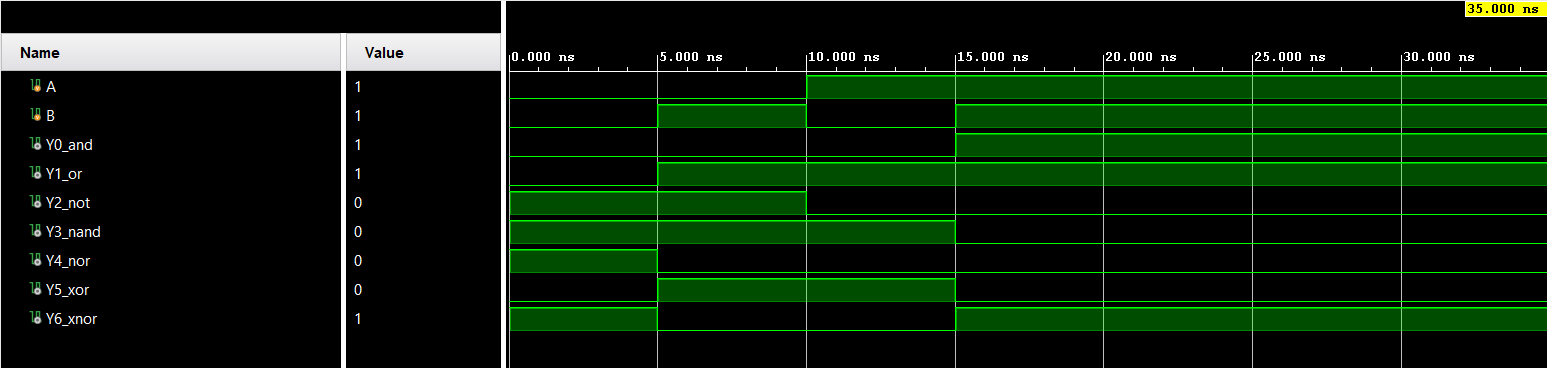 35.000 ns
Name Value
0.000 ns 5.000 ns 10.000 ns 15.000 ns 20.000 ns 25.000 ns 30.000 ns
A 1
B 1
Y0_and 1
Y1_or 1
Y2_not 0
Y3_nand 0
Y4_nor 0
Y5_xor 0
Y6_xnor 1